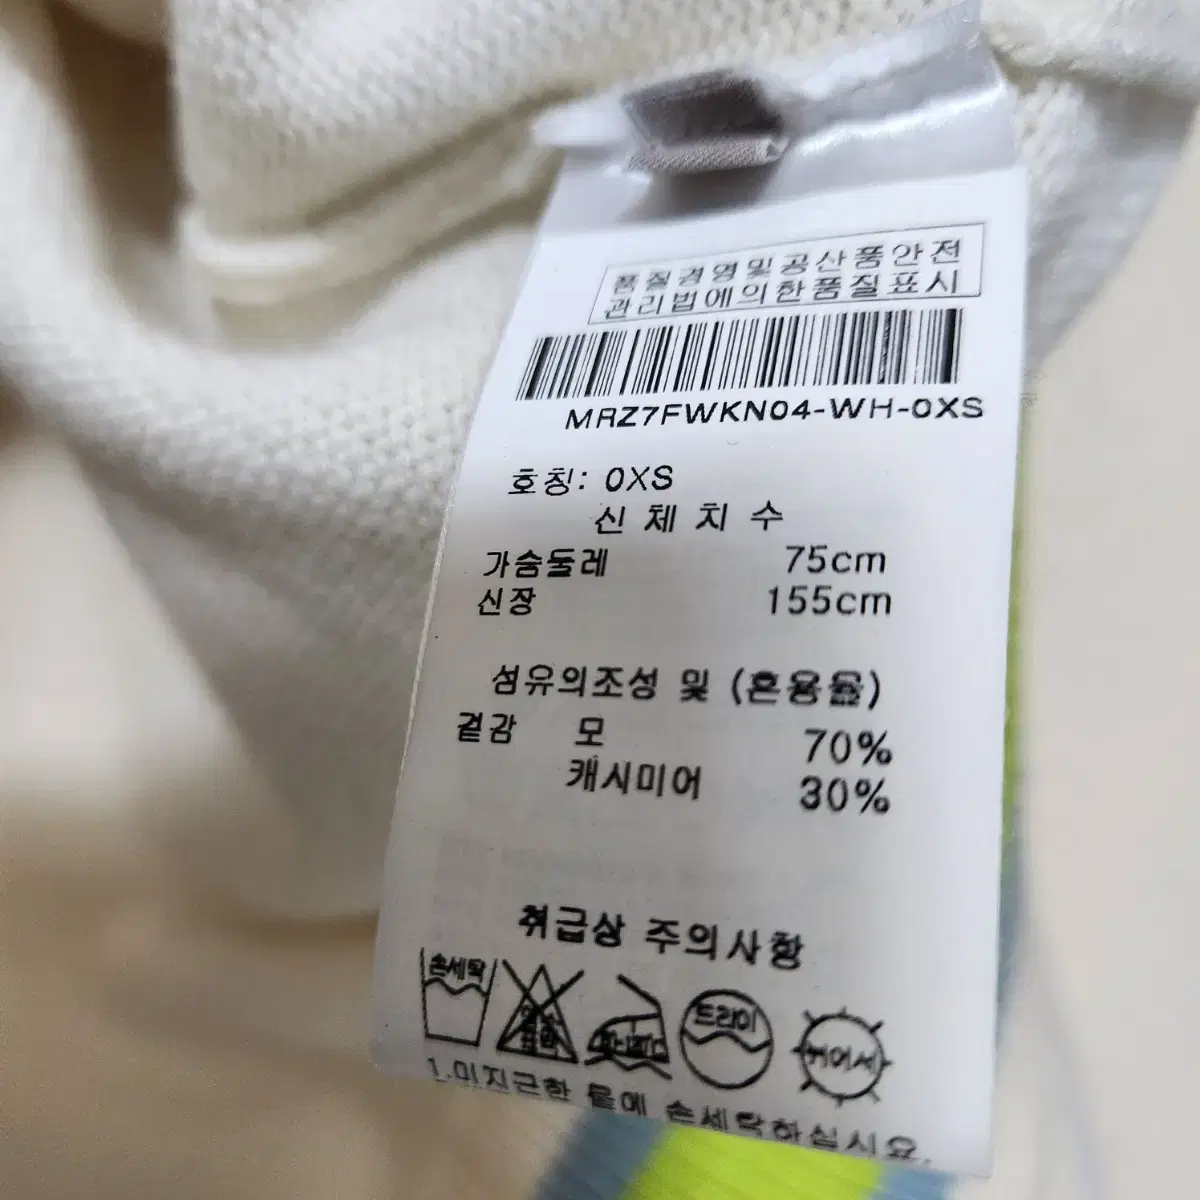 품질경영및공산품안전
관리법에의한품질표시
MRZ7FWKN04-WH-0XS
호칭: 0XS
신체치수
가슴둘레 75cm
신장 155cm
섬유의조성 및 (혼용율)
겉감 모 70%
캐시미어 30%
취급상 주의사항
손세탁
드라이
뉘어서
1.미지근한 물에 손세탁하십시요.